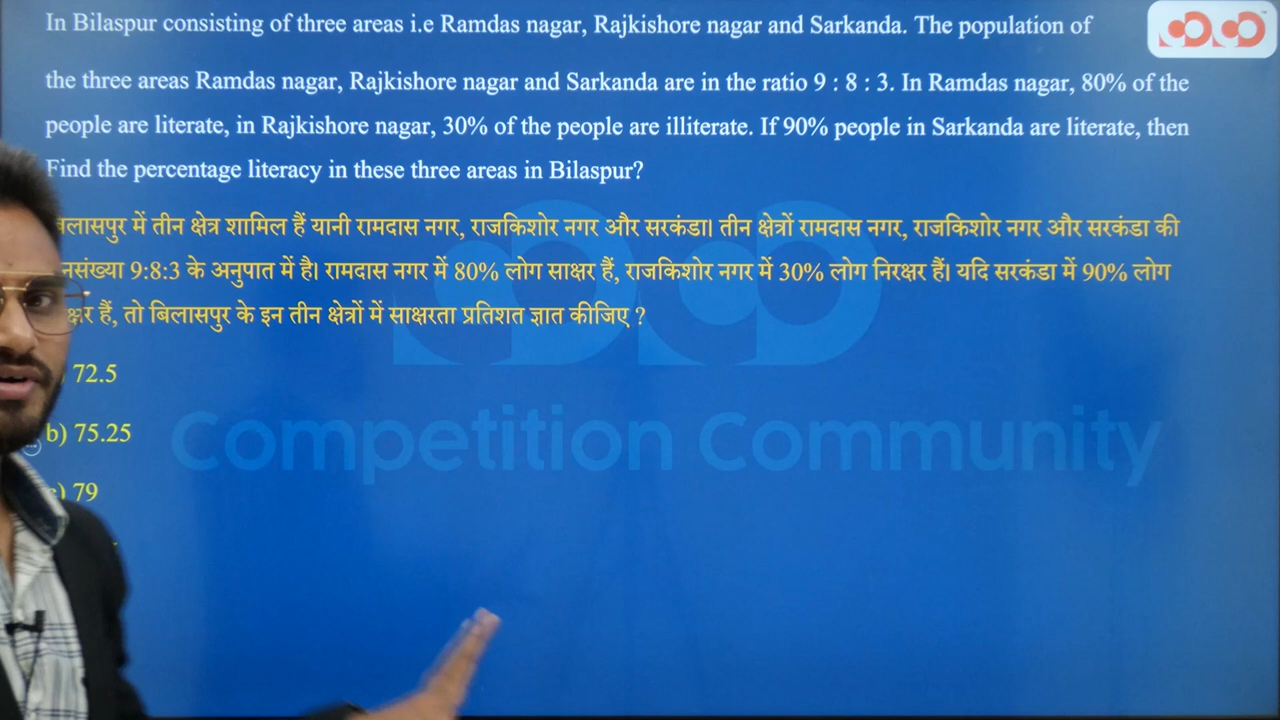 In Bilaspur consisting of three areas i.e Ramdas nagar, Rajkishore nagar and Sarkanda. The population of
the three areas Ramdas nagar, Rajkishore nagar and Sarkanda are in the ratio 9 : 8 : 3. In Ramdas nagar, 80% of the
people are literate, in Rajkishore nagar, 30% of the people are illiterate. If 90% people in Sarkanda are literate, then
Find the percentage literacy in these three areas in Bilaspur?
में तीन क्षेत्र शामिल हैं यानी रामदास नगर, राजकिशोर नगर और सरकंडा। तीन क्षेत्रों रामदास नगर, राजकिशोर नगर और सरकंडा की
9:8:3 के अनुपात में है। रामदास नगर में 80% लोग साक्षर हैं, राजकिशोर नगर में 30% लोग निरक्षर हैं। यदि सरकंडा में 90% लोग
हैं, तो बिलासपुर के इन तीन क्षेत्रों में साक्षरता प्रतिशत ज्ञात कीजिए ?
72.5
b) 75.25
79
Competition Community